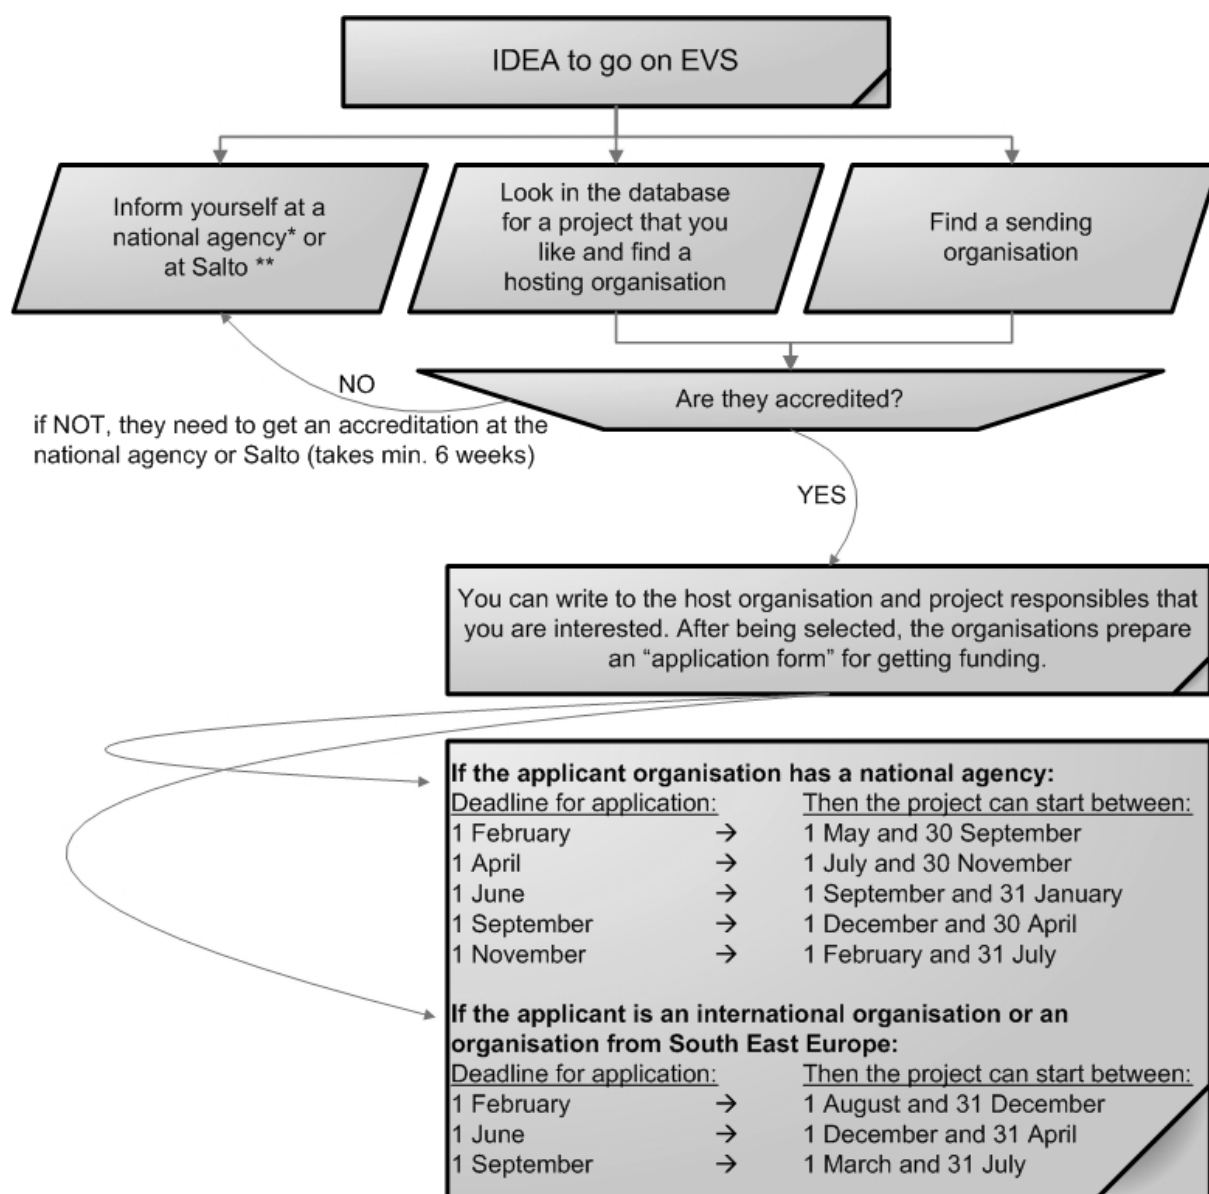 IDEA to go on EVS
Inform yourself at a
national agency* or
at Salto **
Look in the database
for a project that you
like and find a
hosting organisation
Find a sending
organisation
Are they accredited?
NO
if NOT, they need to get an accreditation at the
national agency or Salto (takes min. 6 weeks)
YES
You can write to the host organisation and project responsibles that
you are interested. After being selected, the organisations prepare
an “application form” for getting funding.
If the applicant organisation has a national agency:
Deadline for application: Then the project can start between:
1 February → 1 May and 30 September
1 April → 1 July and 30 November
1 June → 1 September and 31 January
1 September → 1 December and 30 April
1 November → 1 February and 31 July
If the applicant is an international organisation or an
organisation from South East Europe:
Deadline for application: Then the project can start between:
1 February → 1 August and 31 December
1 June → 1 December and 31 April
1 September → 1 March and 31 July